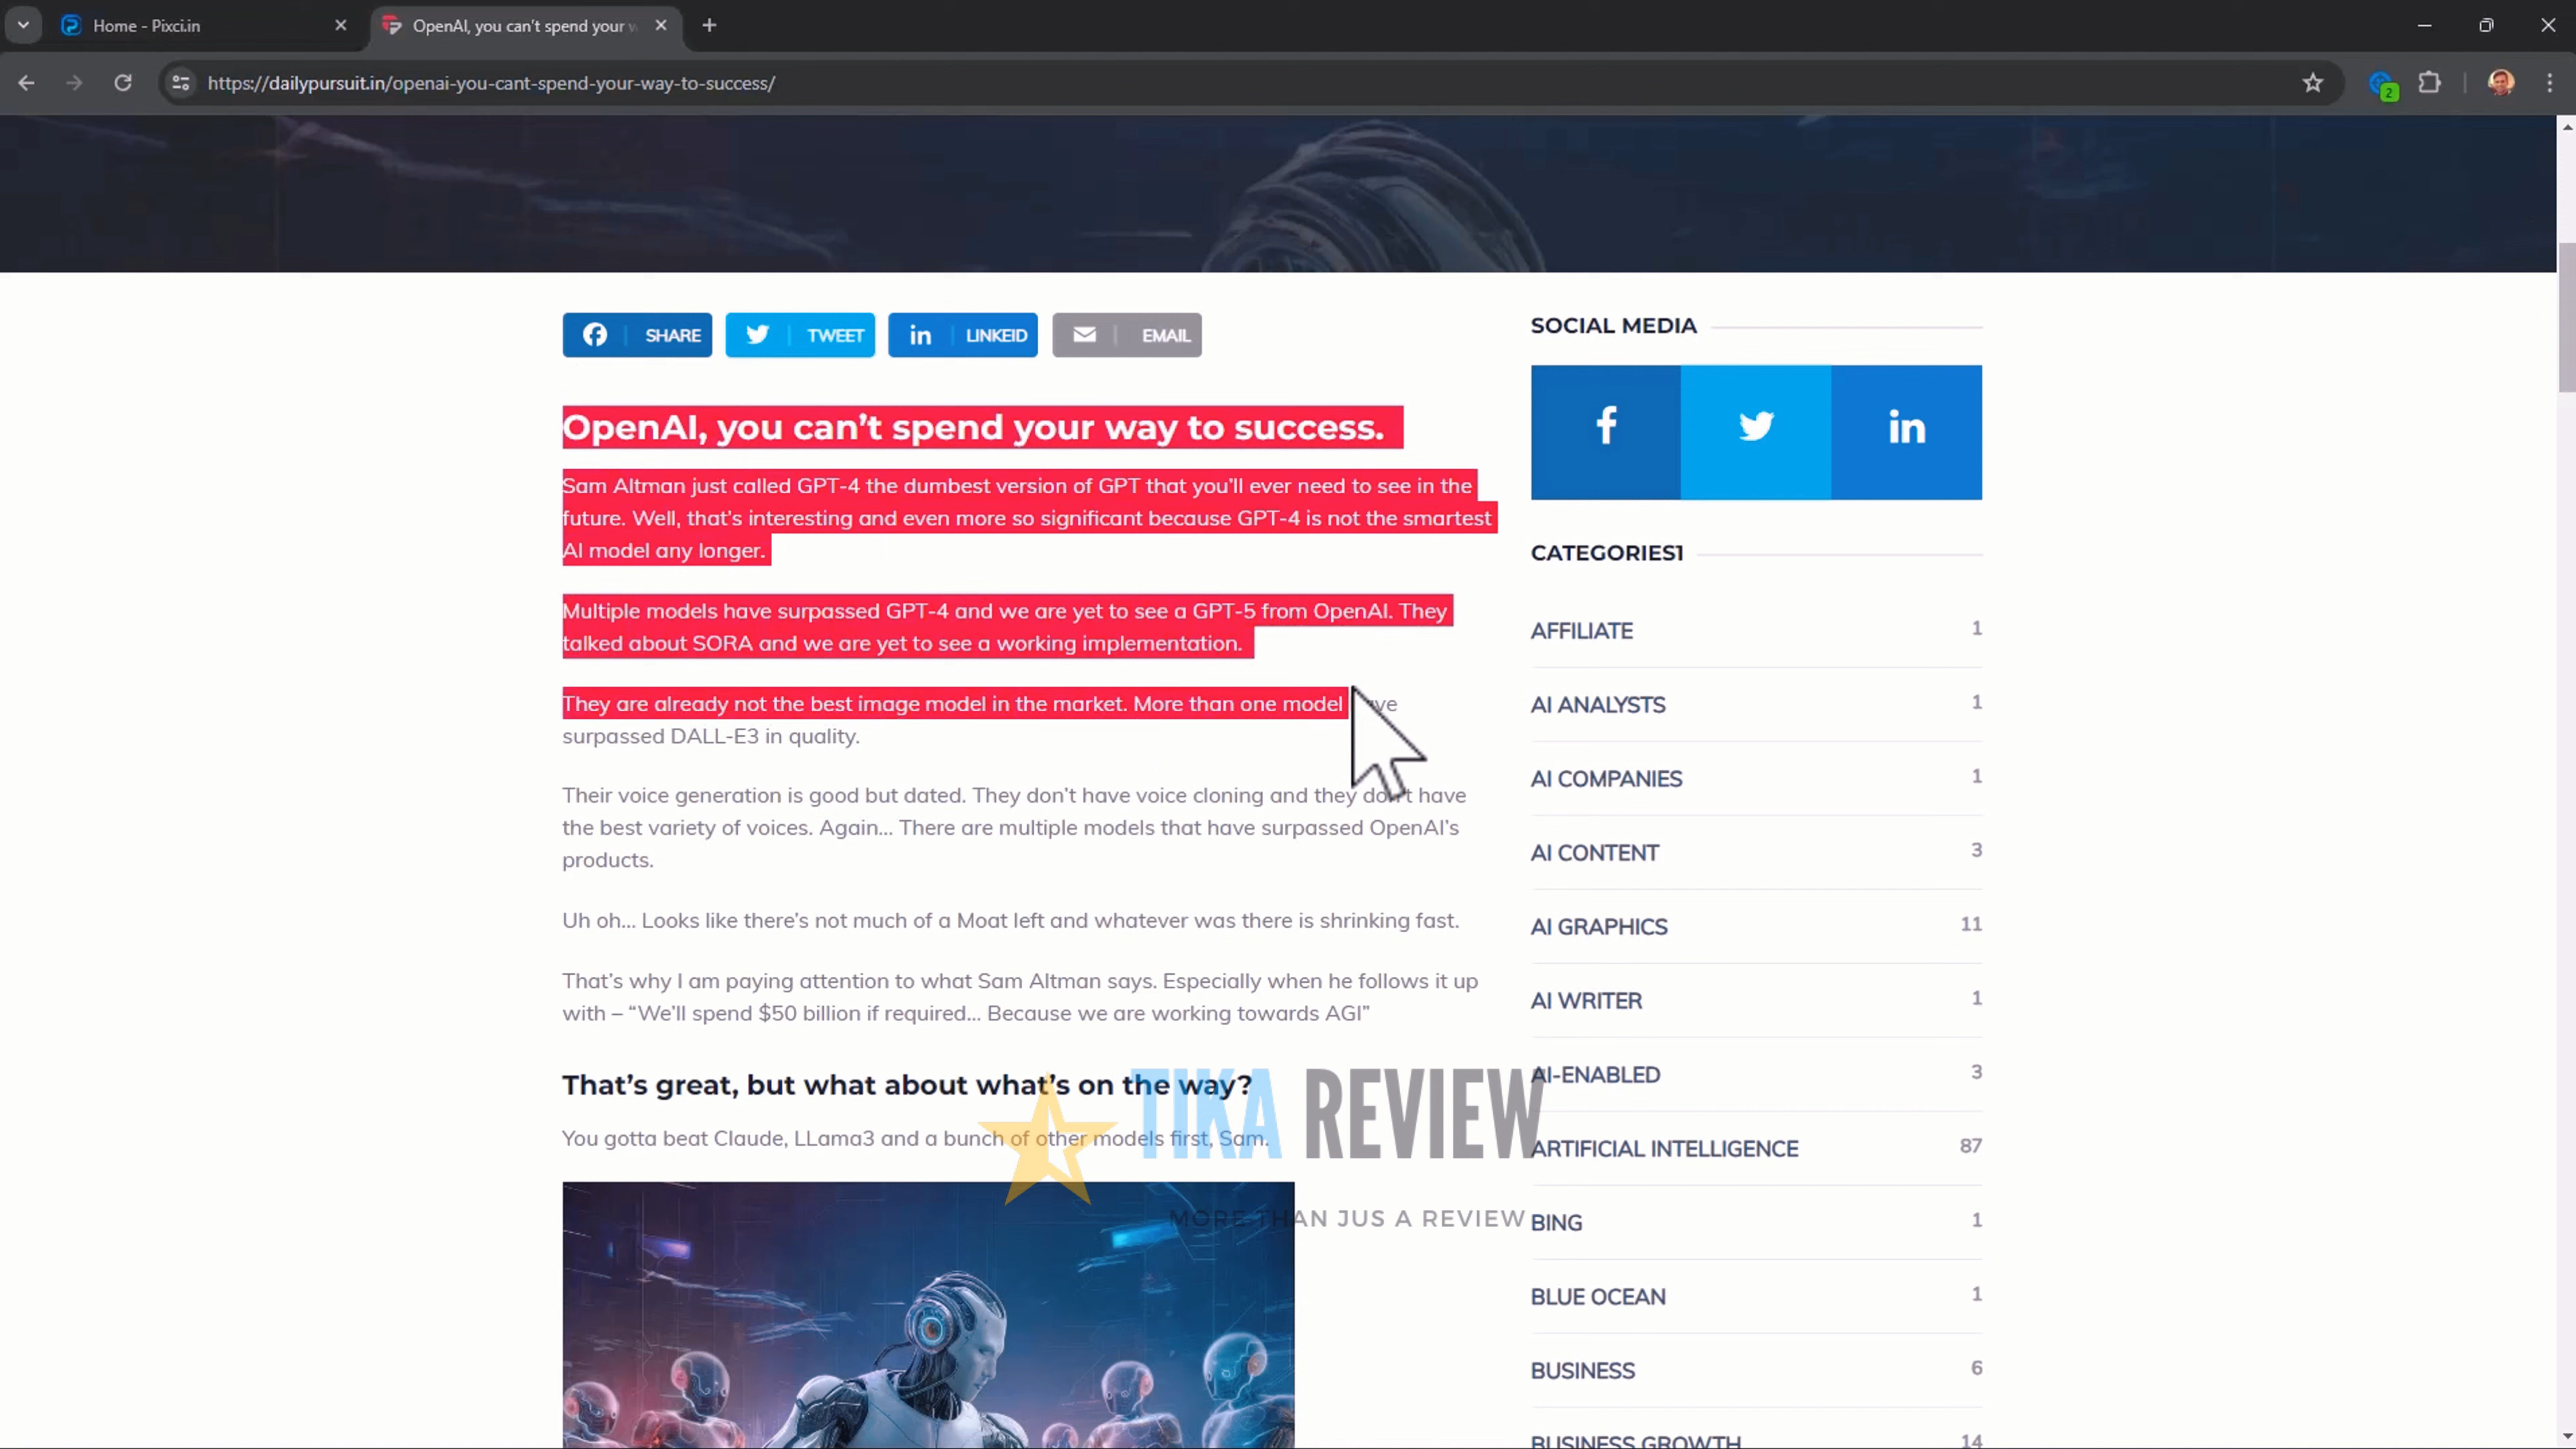 Home - Pixci.in
OpenAI, you can't spend your w
https://dailypursuit.in/openai-you-cant-spend-your-way-to-success/
2
SHARE
TWEET
LINKEID
EMAIL
OpenAI, you can't spend your way to success.
Sam Altman just called GPT-4 the dumbest version of GPT that you'll ever need to see in the
future. Well, that's interesting and even more so significant because GPT-4 is not the smartest
AI model any longer.
Multiple models have surpassed GPT-4 and we are yet to see a GPT-5 from OpenAI. They
talked about SORA and we are yet to see a working implementation.
They are already not the best image model in the market. More than one model
surpassed DALL-E3 in quality.
Their voice generation is good but dated. They don't have voice cloning and they don't have
the best variety of voices. Again... There are multiple models that have surpassed OpenAI's
products.
Uh oh... Looks like there's not much of a Moat left and whatever was there is shrinking fast.
That's why I am paying attention to what Sam Altman says. Especially when he follows it up
with – "We'll spend $50 billion if required... Because we are working towards AGI"
That's great, but what about what's on the way?
You gotta beat Claude, LLama3 and a bunch of other models first, Sam.
TIKA REVIEW
MORE THAN JUS A REVIEW
SOCIAL MEDIA
f
in
CATEGORIES1
AFFILIATE 1
AI ANALYSTS 1
AI COMPANIES 1
AI CONTENT 3
AI GRAPHICS 11
AI WRITER 1
AI-ENABLED 3
ARTIFICIAL INTELLIGENCE 87
BING 1
BLUE OCEAN 1
BUSINESS 6
BUSINESS GROWTH 14